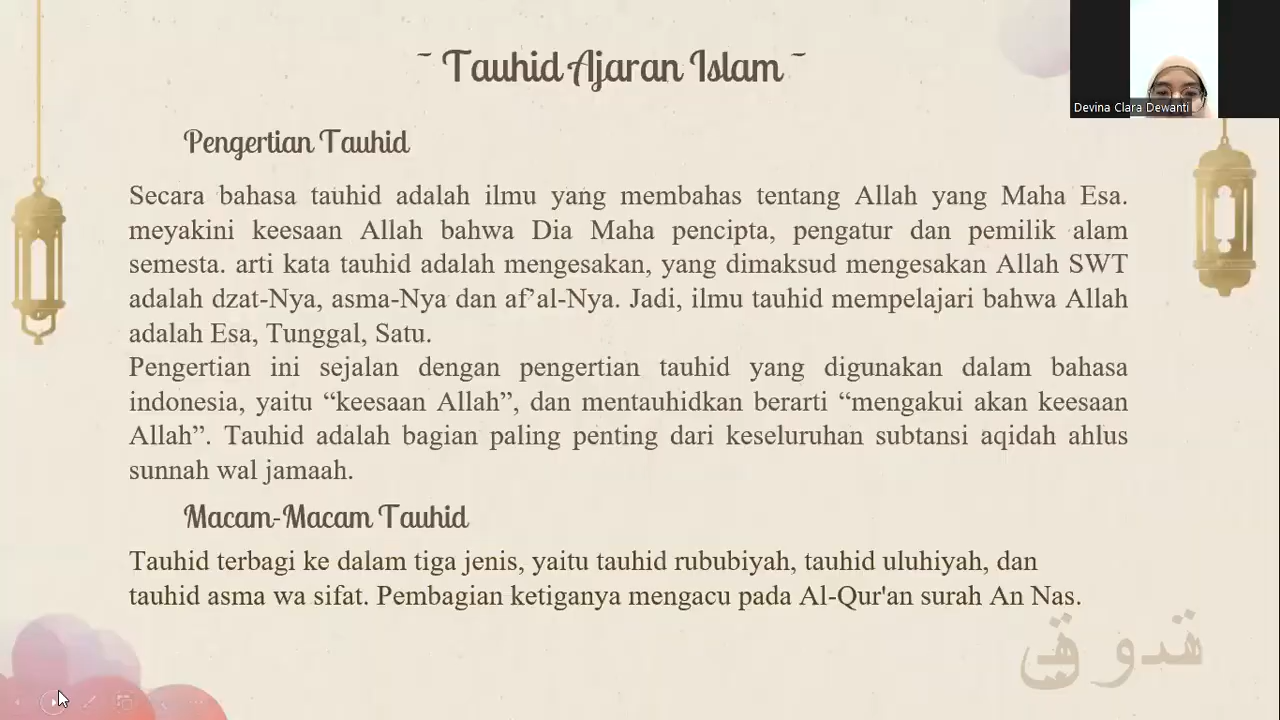 ~ Tauhid Ajaran Islam ~
Devina Clara Dewanti
Pengertian Tauhid
Secara bahasa tauhid adalah ilmu yang membahas tentang Allah yang Maha Esa.
meyakini keesaan Allah bahwa Dia Maha pencipta, pengatur dan pemilik alam
semesta. arti kata tauhid adalah mengesakan, yang dimaksud mengesakan Allah SWT
adalah dzat-Nya, asma-Nya dan af’al-Nya. Jadi, ilmu tauhid mempelajari bahwa Allah
adalah Esa, Tunggal, Satu.
Pengertian ini sejalan dengan pengertian tauhid yang digunakan dalam bahasa
indonesia, yaitu “keesaan Allah”, dan mentauhidkan berarti “mengakui akan keesaan
Allah”. Tauhid adalah bagian paling penting dari keseluruhan subtansi aqidah ahlus
sunnah wal jamaah.
Macam-Macam Tauhid
Tauhid terbagi ke dalam tiga jenis, yaitu tauhid rububiyah, tauhid uluhiyah, dan
tauhid asma wa sifat. Pembagian ketiganya mengacu pada Al-Qur'an surah An Nas.